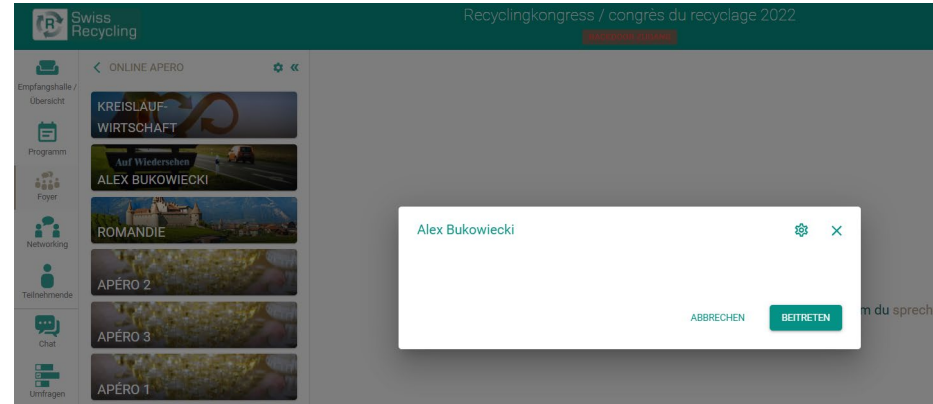 Swiss
Recycling
Recyclingkongress / congrès du recyclage 2022
Empfangshalle /
Übersicht
Programm
Foyer
Networking
Teilnehmende
Chat
Umfragen
ONLINE APERO
KREISLAUF-
WIRTSCHAFT
Auf Wiedersehen
ALEX BUKOWIECKI
ROMANDIE
APÉRO 2
APÉRO 3
APÉRO 1
Alex Bukowiecki
ABBRECHEN
BEITRETEN
m du sprech